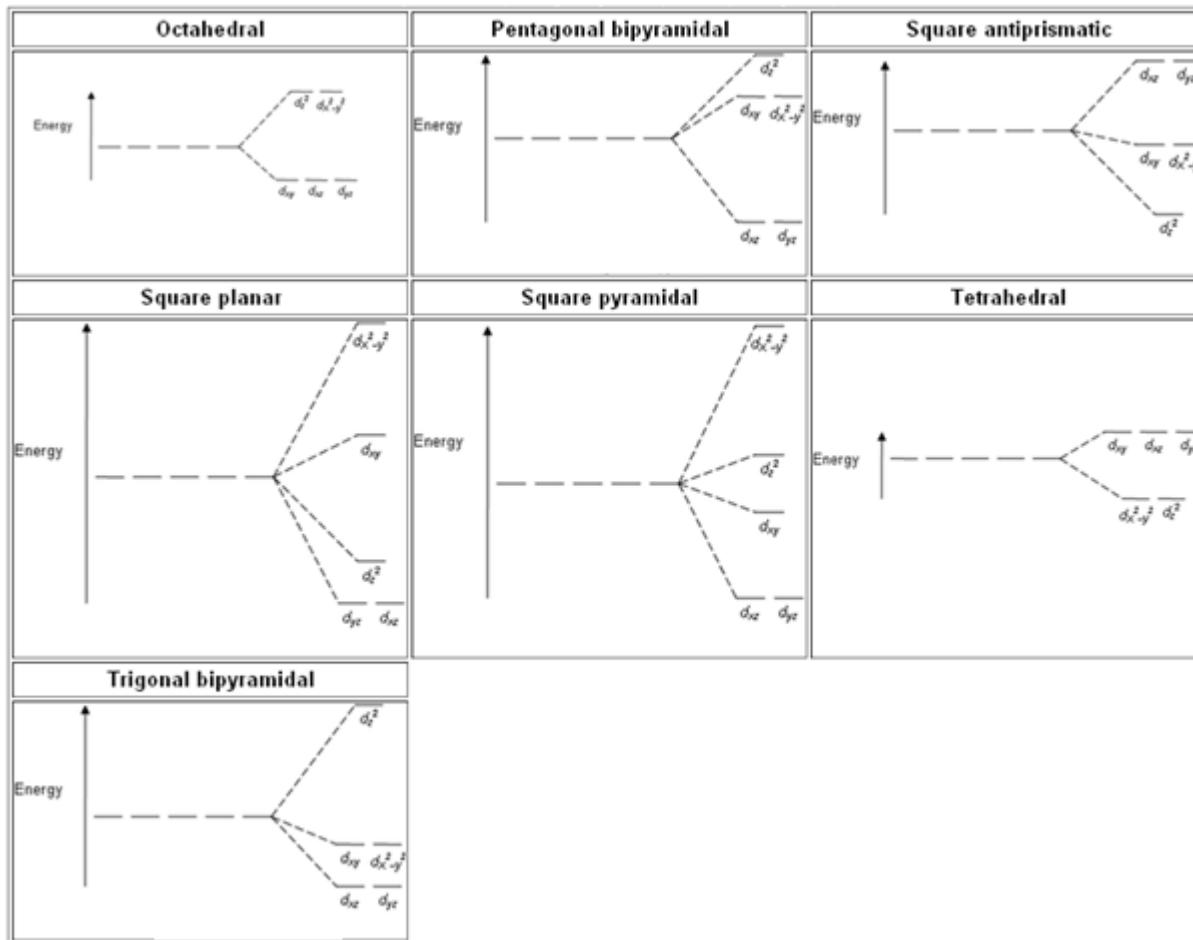 Octahedral
Pentagonal bipyramidal
Square antiprismatic
Energy
dz² dx²-y²
dxy dxz dyz
Energy
dz²
dxy dx²-y²
dxz dyz
Energy
dxz dyz
dxy dx²-y
dz²
Square planar
Square pyramidal
Tetrahedral
Energy
dx²-y²
dxy
dz²
dyz dxz
Energy
dx²-y²
dz²
dxy
dxz dyz
Energy
dxy dxz dy
dx²-y² dz²
Trigonal bipyramidal
Energy
dz²
dxy dx²-y²
dxz dyz